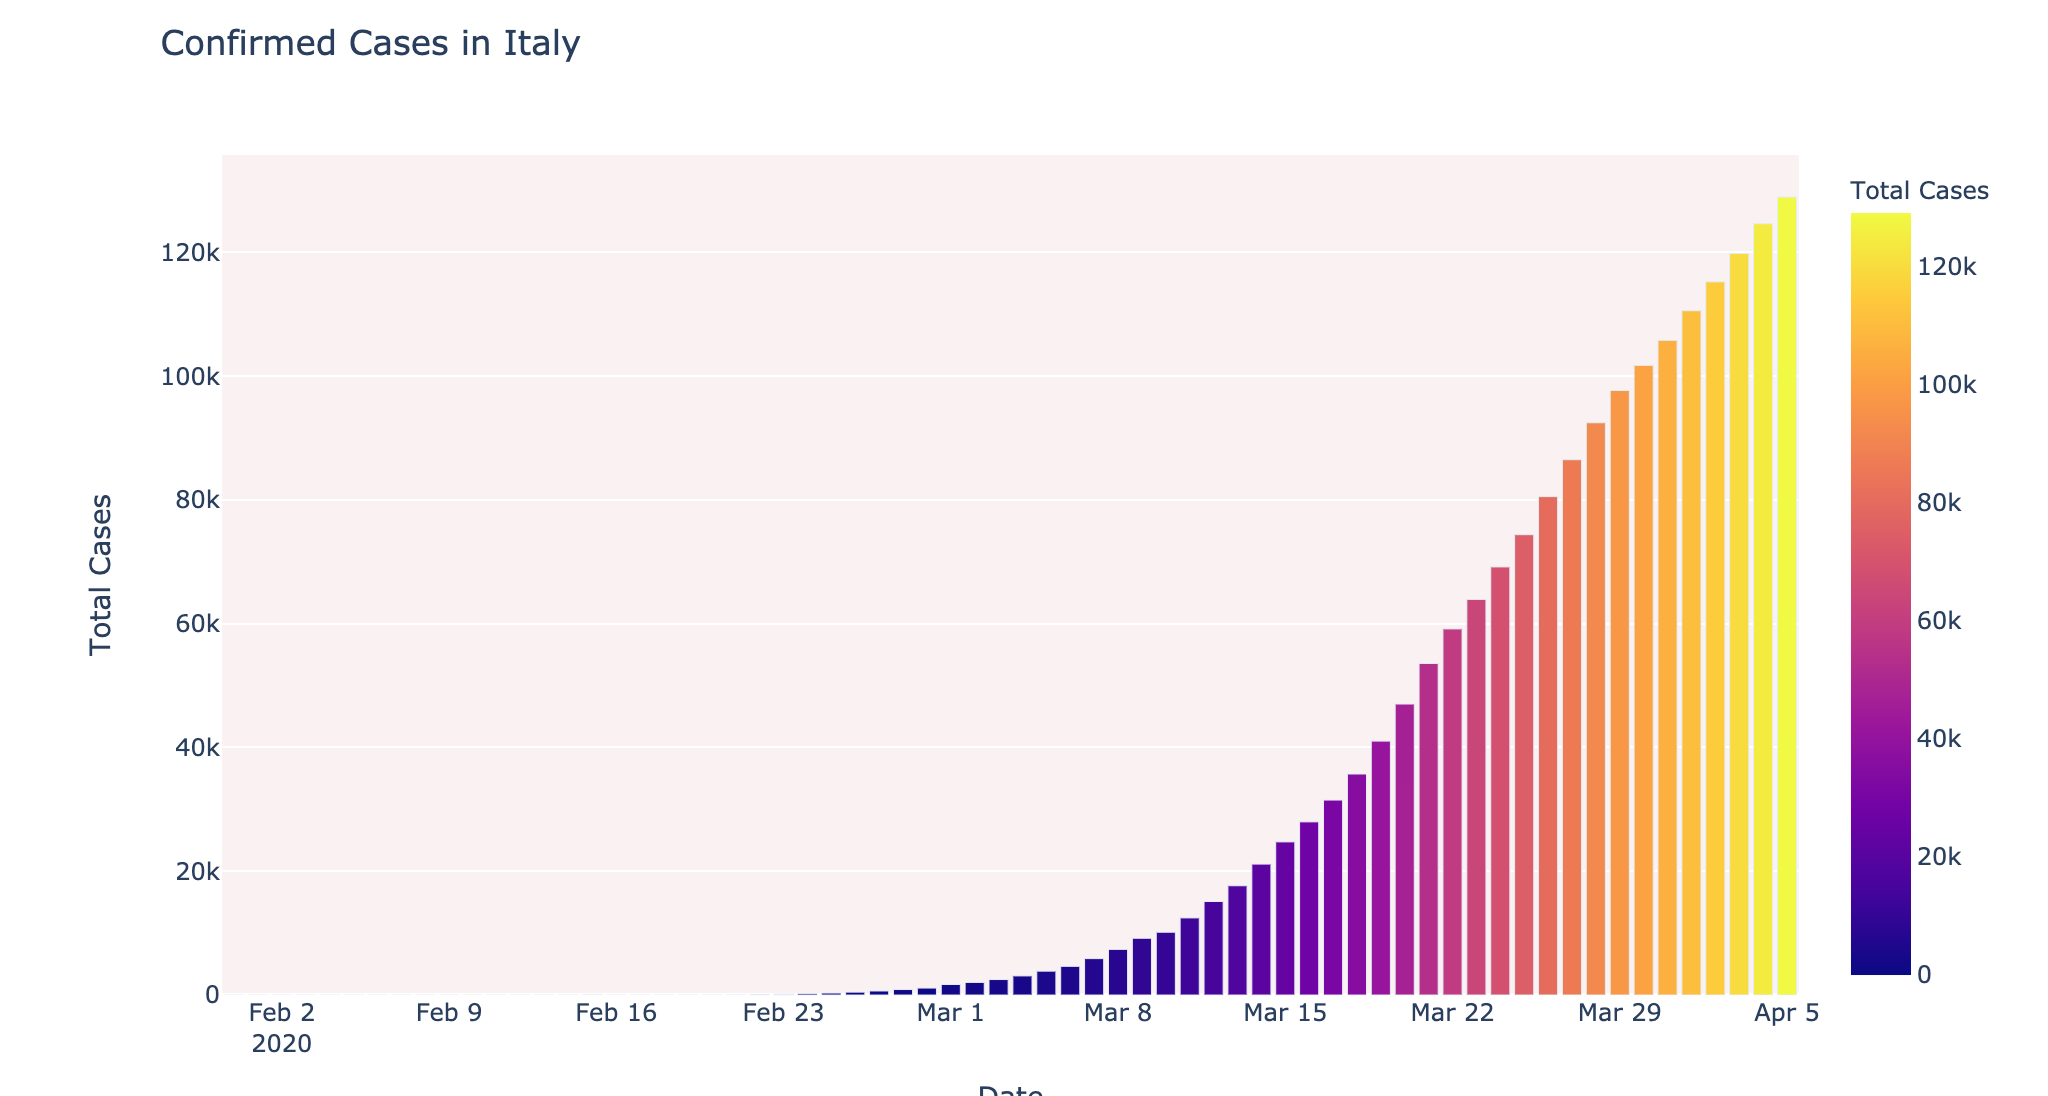 Confirmed Cases in Italy
Total Cases
120k
100k
80k
60k
40k
20k
0
Feb 2
2020
Feb 9
Feb 16
Feb 23
Mar 1
Mar 8
Mar 15
Mar 22
Mar 29
Apr 5
Date
Total Cases
120k
100k
80k
60k
40k
20k
0